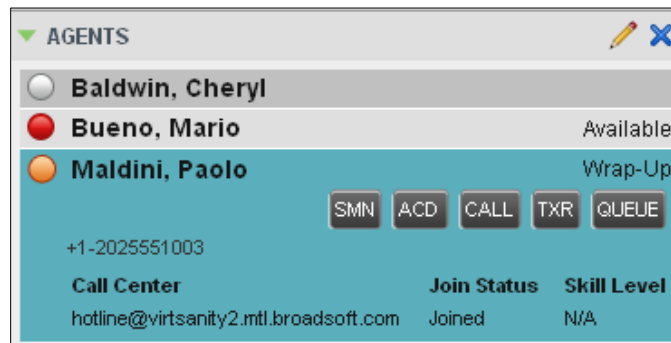 AGENTS
Baldwin, Cheryl
Bueno, Mario Available
Maldini, Paolo Wrap-Up
SMN ACD CALL TXR QUEUE
+1-2025551003
Call Center Join Status Skill Level
hotline@virtsanity2.mtl.broadsoft.com Joined N/A